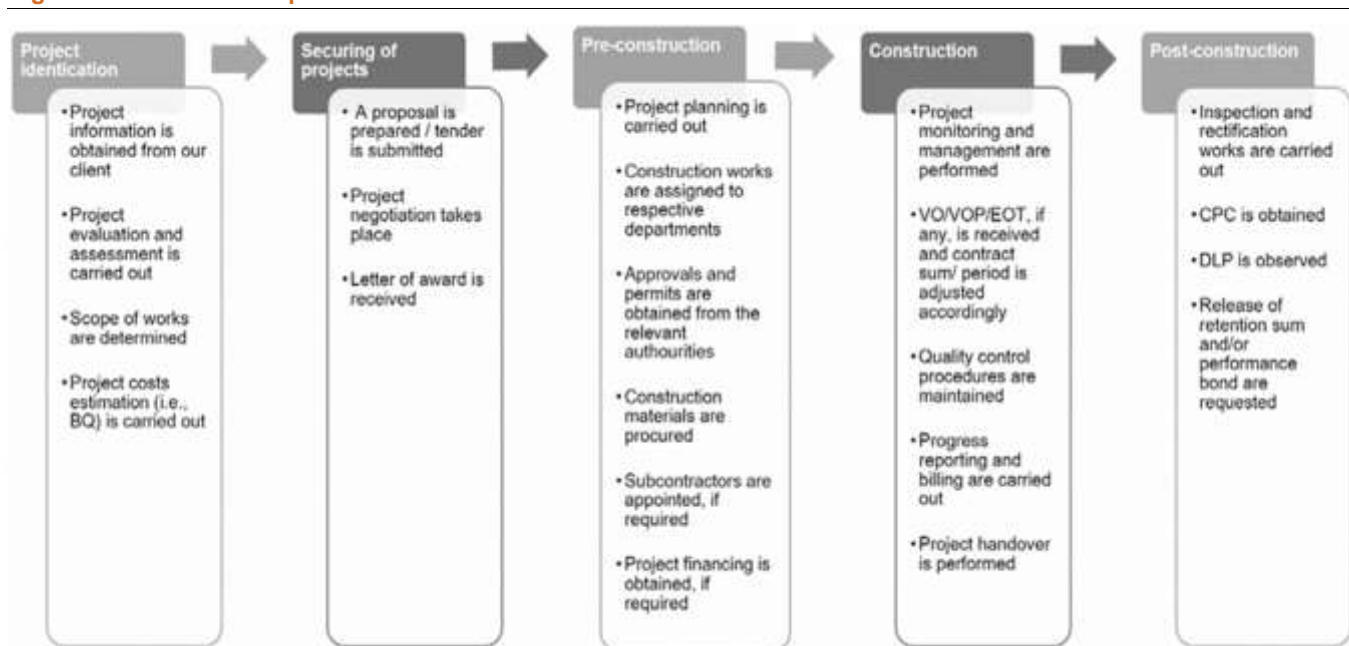 Project
identication
• Project
information is
obtained from our
client
• Project
evaluation and
assessment is
carried out
• Scope of works
are determined
• Project costs
estimation (i.e.,
BQ) is carried out
Securing of
projects
• A proposal is
prepared / tender
is submitted
• Project
negotiation takes
place
• Letter of award is
received
Pre-construction
• Project planning is
carried out
• Construction works
are assigned to
respective
departments
• Approvals and
permits are
obtained from the
relevant
authourities
• Construction
materials are
procured
• Subcontractors are
appointed, if
required
• Project financing is
obtained, if
required
Construction
• Project
monitoring and
management are
performed
• VO/VOP/EOT, if
any, is received
and contract
sum/ period is
adjusted
accordingly
• Quality control
procedures are
maintained
• Progress
reporting and
billing are carried
out
• Project handover
is performed
Post-construction
• Inspection and
rectification
works are carried
out
• CPC is obtained
• DLP is observed
• Release of
retention sum
and/or
performance
bond are
requested